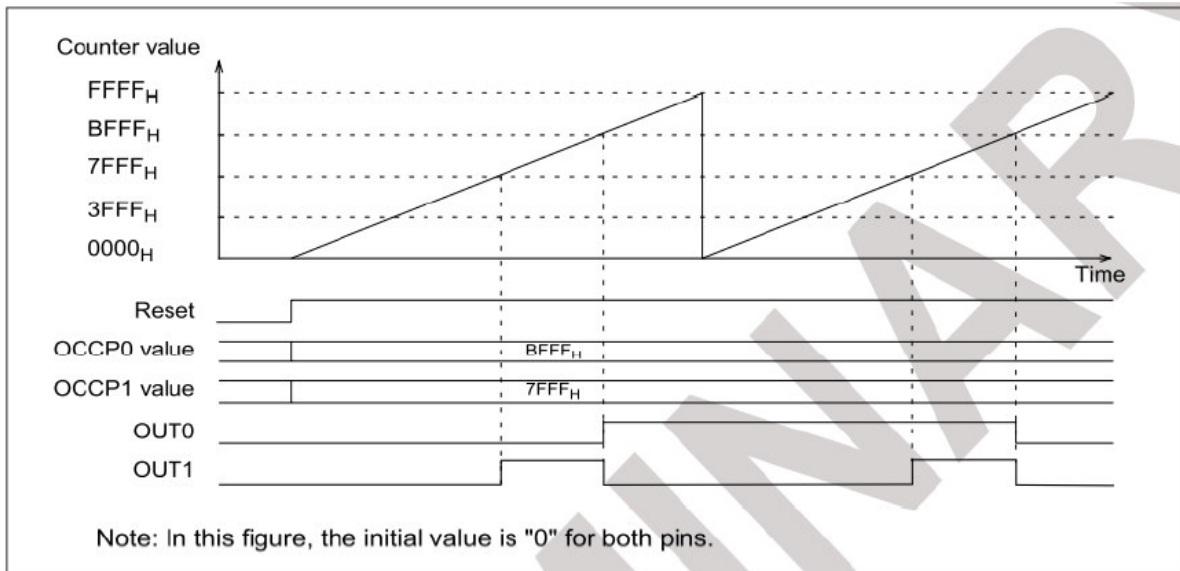 Counter value
FFFFH
BFFFH
7FFFH
3FFFH
0000H
Time
Reset
OCCP0 value
BFFFH
OCCP1 value
7FFFH
OUT0
OUT1
Note: In this figure, the initial value is "0" for both pins.